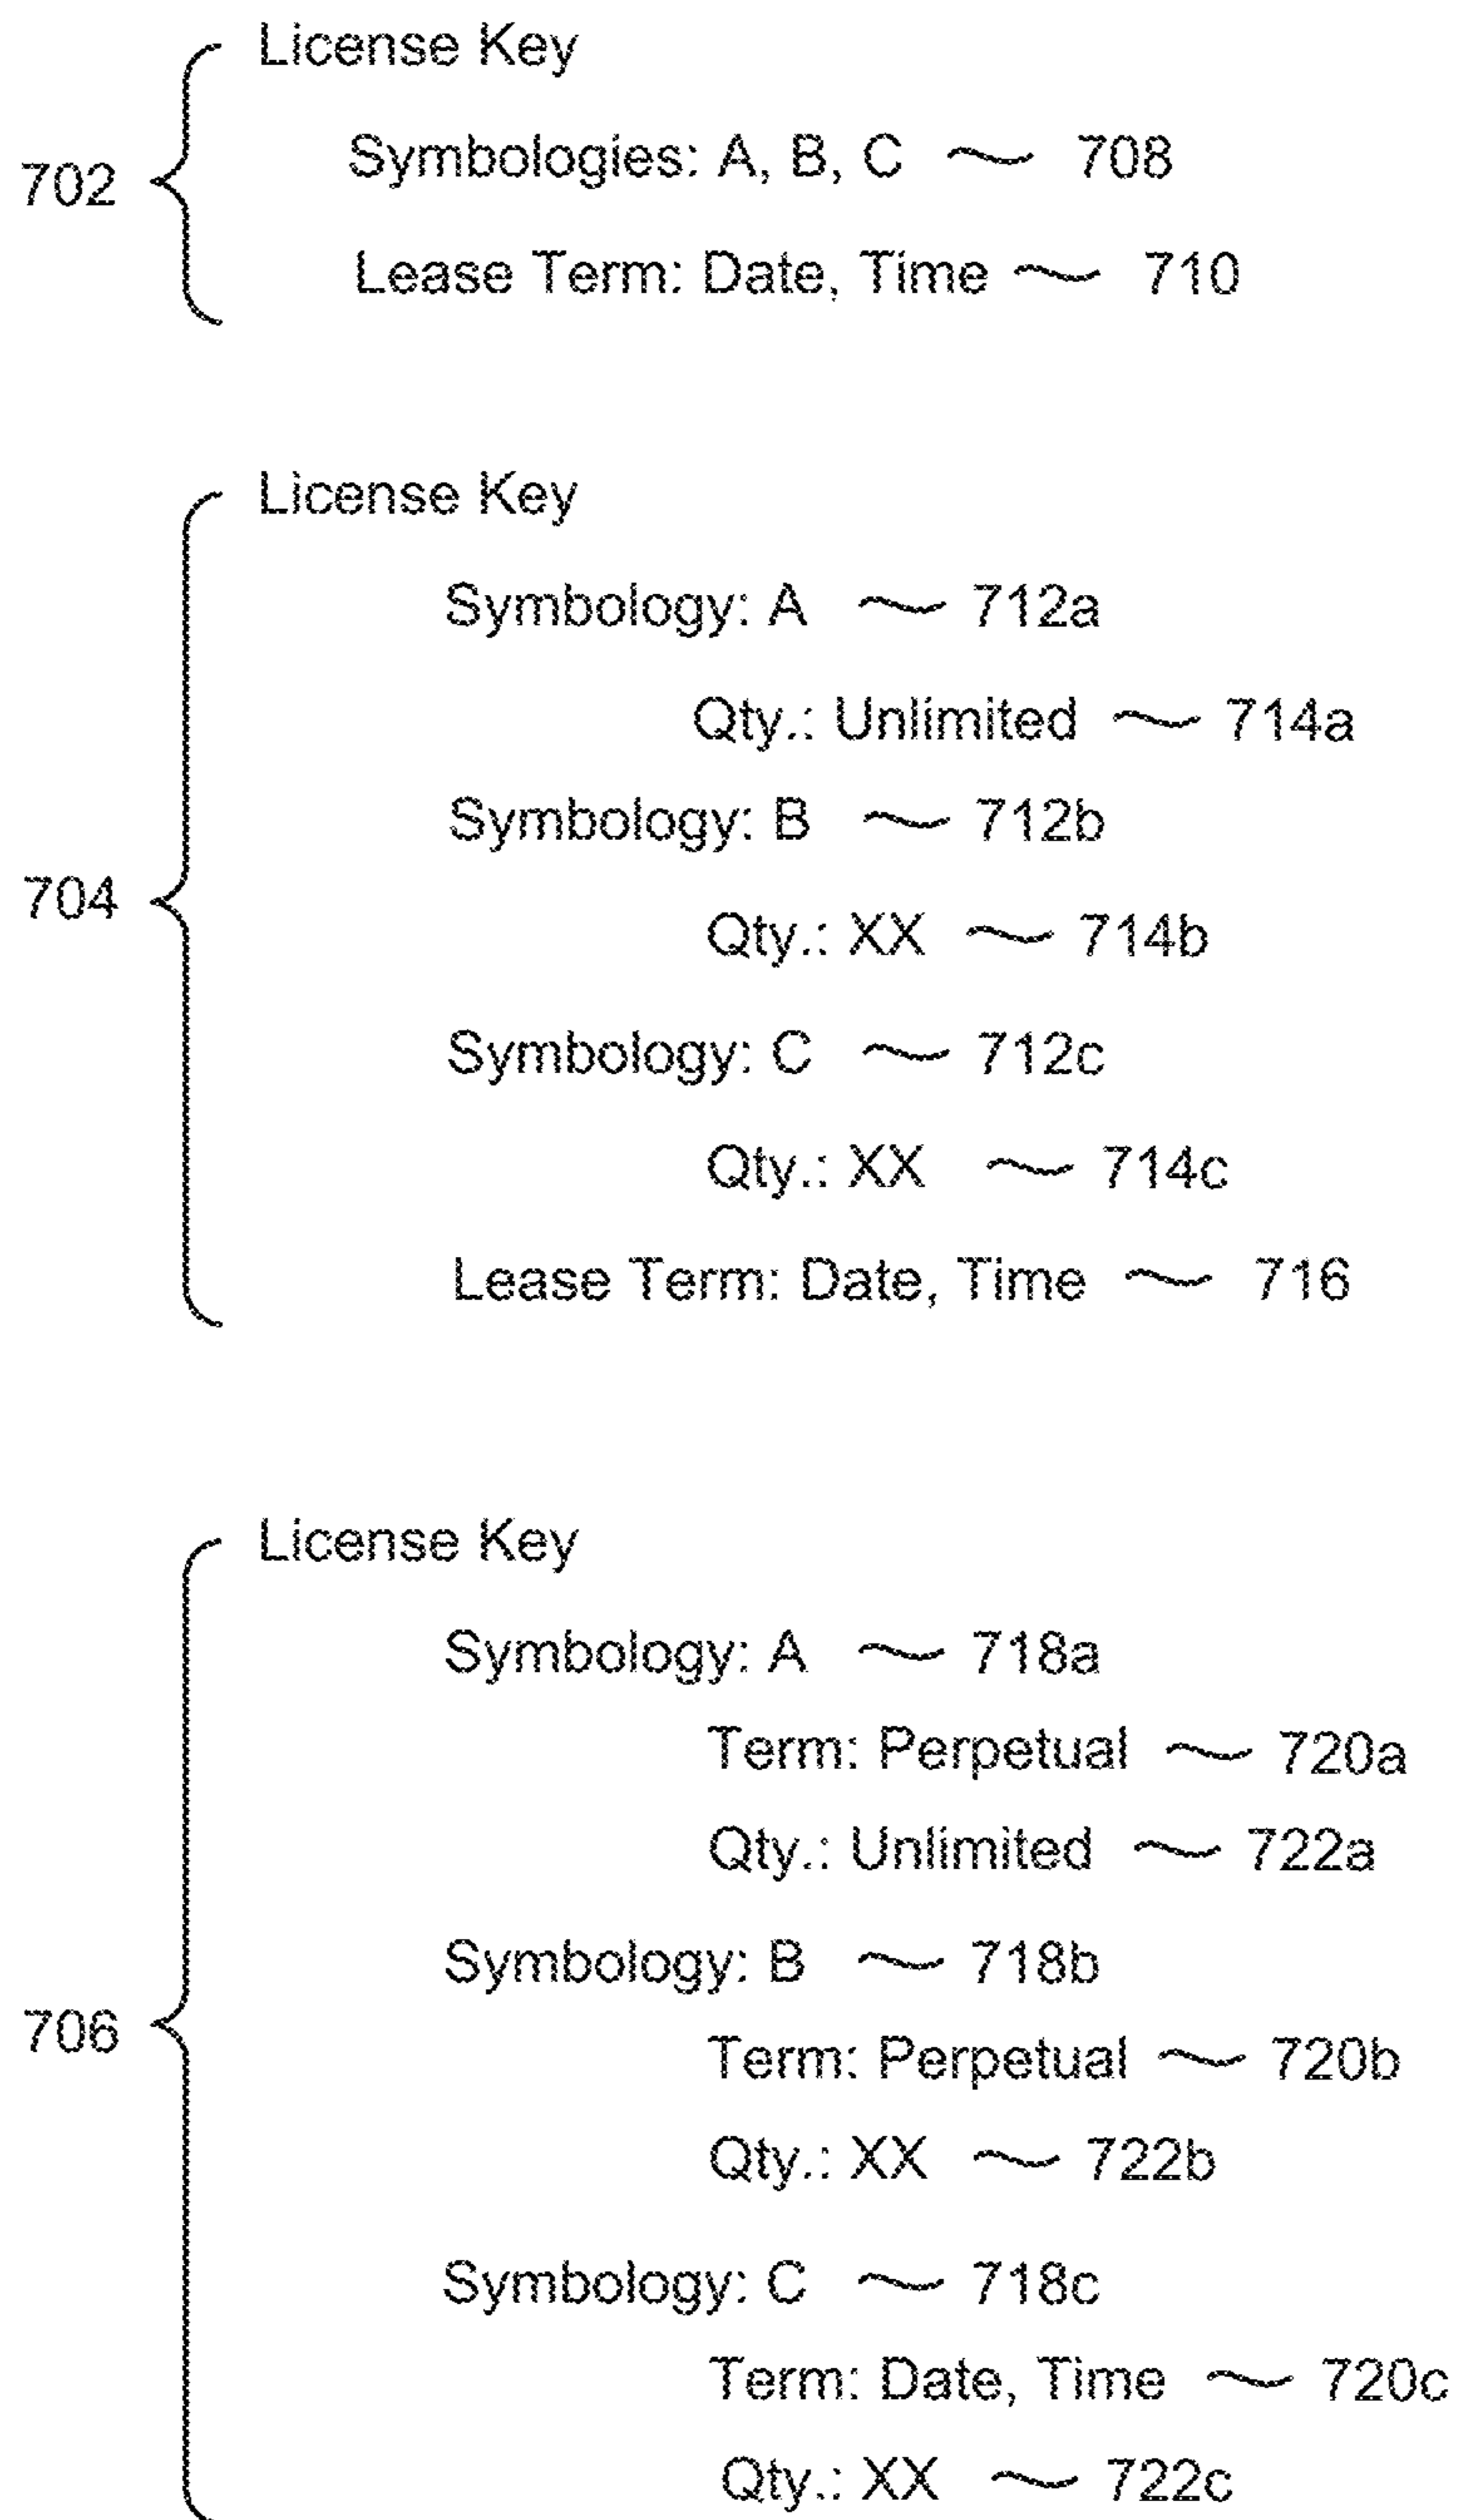 License Key
702
Symbologies: A, B, C 708
Lease Term: Date, Time 710
License Key
Symbology: A 712a
Qty.: Unlimited 714a
Symbology: B 712b
704
Qty.: XX 714b
Symbology: C 712c
Qty.: XX 714c
Lease Term: Date, Time 716
License Key
Symbology: A 718a
Term: Perpetual 720a
Qty.: Unlimited 722a
Symbology: B 718b
706
Term: Perpetual 720b
Qty.: XX 722b
Symbology: C 718c
Term: Date, Time 720c
Qty.: XX 722c